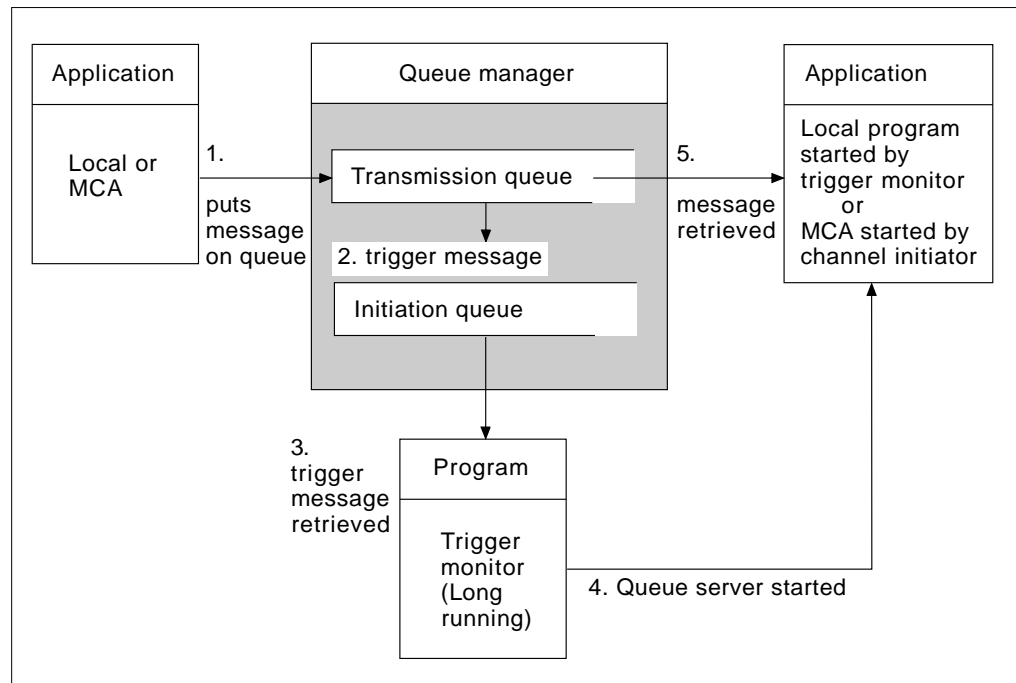 Application
Local or
MCA
1.
puts
message
on queue
Queue manager
Transmission queue
2. trigger message
Initiation queue
5.
message
retrieved
Application
Local program
started by
trigger monitor
or
MCA started by
channel initiator
3.
trigger
message
retrieved
Program
Trigger
monitor
(Long
running)
4. Queue server started